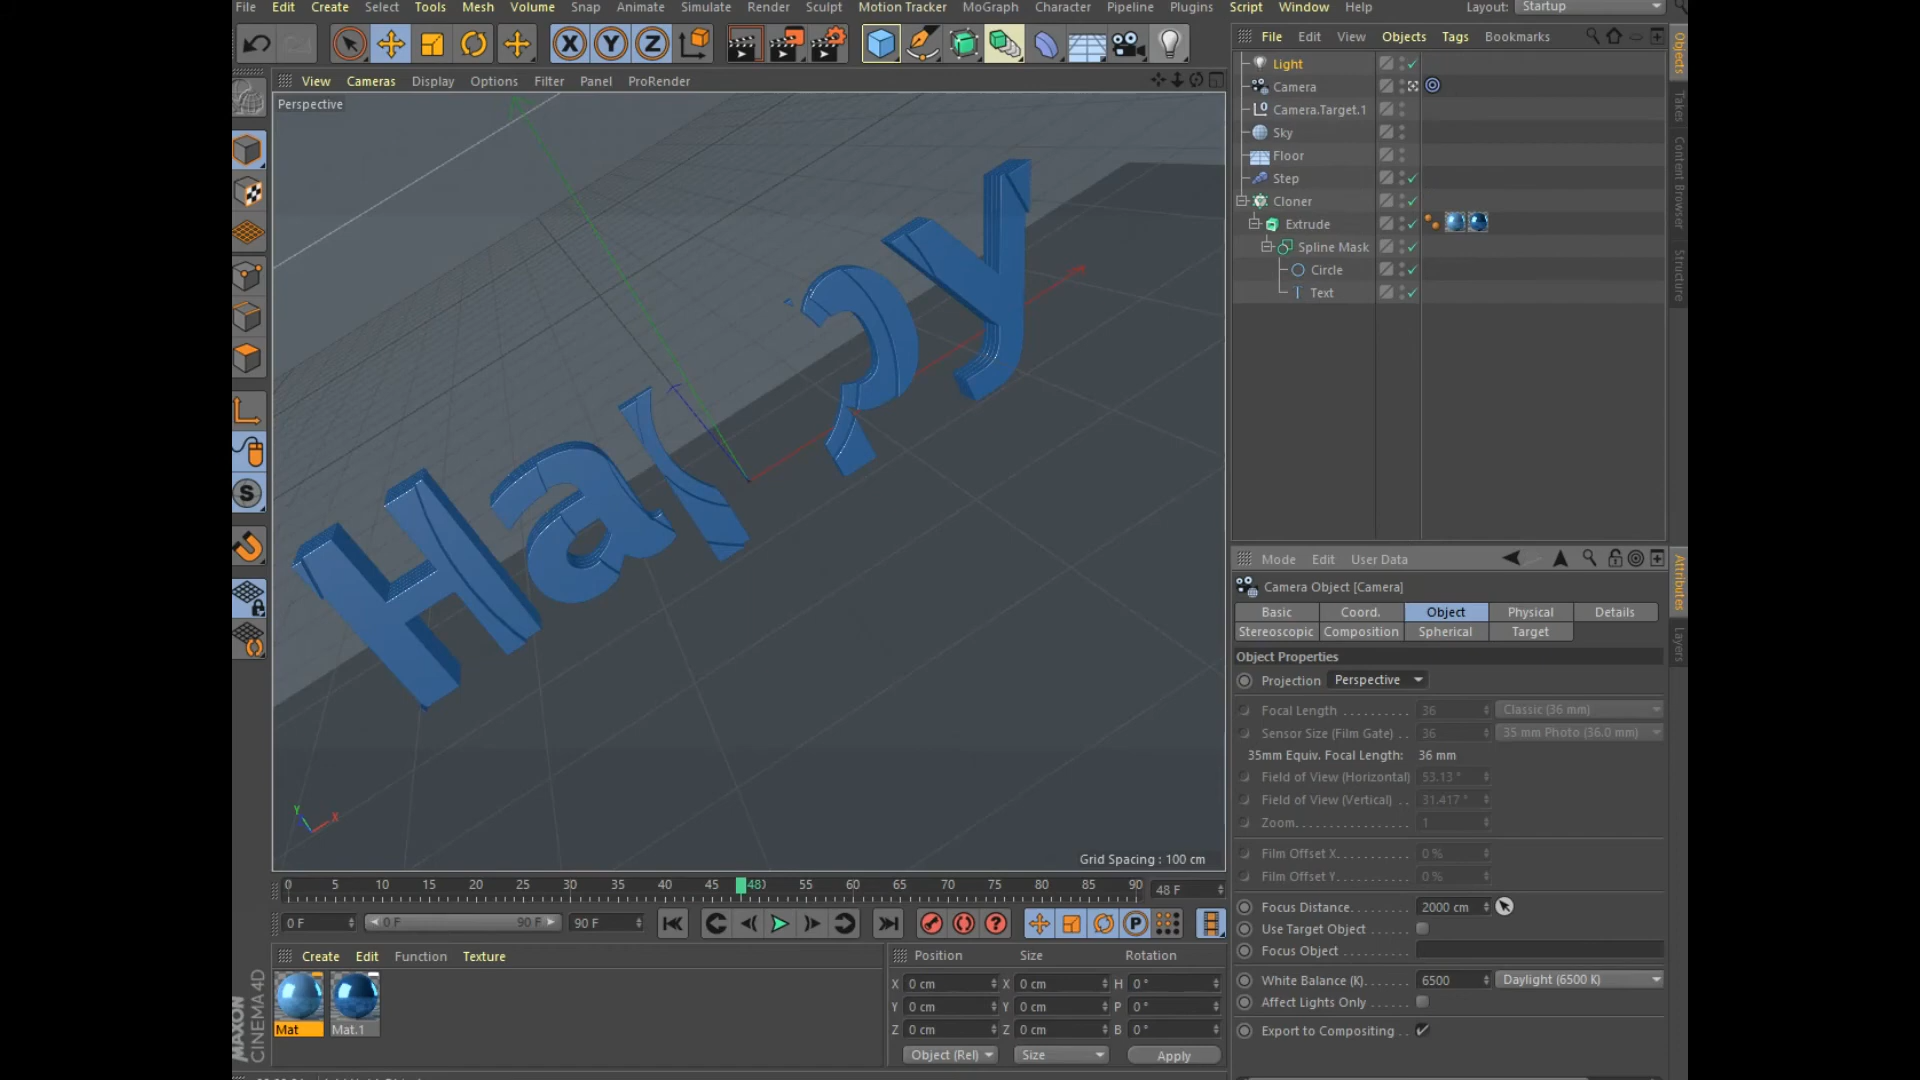 File Edit Create Select Tools Mesh Volume Snap Animate Simulate Render Sculpt Motion Tracker MoGraph Character Pipeline Plugins Script Window Help Layout: Startup
X Y Z
File Edit View Objects Tags Bookmarks
View Cameras Display Options Filter Panel ProRender
Perspective
Light
Camera
Camera.Target.1
Sky
Floor
Step
Cloner
Extrude
Spline Mask
Circle
Text
Objects
Takes
Content Browser
Structure
Y X
Grid Spacing : 100 cm
Mode Edit User Data
Camera Object [Camera]
Basic Coord. Object Physical Details
Stereoscopic Composition Spherical Target
Object Properties
Projection Perspective
Focal Length 36 Classic (36 mm)
Sensor Size (Film Gate) 36 35 mm Photo (36.0 mm)
35mm Equiv. Focal Length: 36 mm
Field of View (Horizontal) 53.13 °
Field of View (Vertical) 31.417 °
Zoom 1
Film Offset X 0 %
Film Offset Y 0 %
Focus Distance 2000 cm
Use Target Object
Focus Object
White Balance (K) 6500 Daylight (6500 K)
Affect Lights Only
Export to Compositing
Attributes
Layers
0 5 10 15 20 25 30 35 40 45 48 55 60 65 70 75 80 85 90 48 F
0 F 0 F 90 F 90 F
Create Edit Function Texture
Mat Mat.1
MAXON
CINEMA4D
Position Size Rotation
X 0 cm X 0 cm H 0 °
Y 0 cm Y 0 cm P 0 °
Z 0 cm Z 0 cm B 0 °
Object (Rel) Size Apply